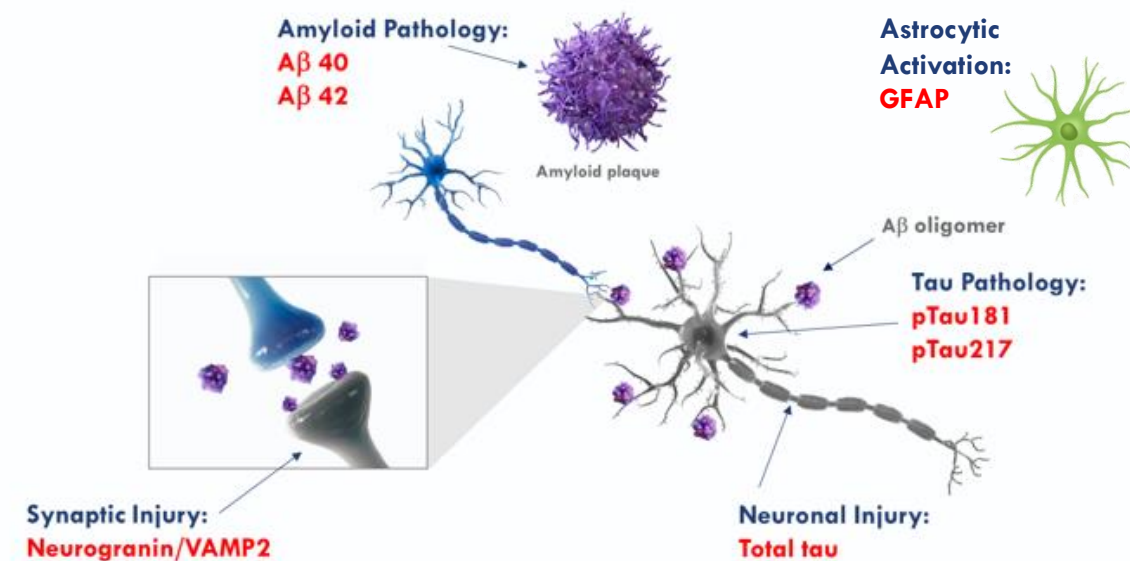 Amyloid Pathology:
Aβ 40
Aβ 42
Amyloid plaque
Astrocytic
Activation:
GFAP
Aβ oligomer
Tau Pathology:
pTau181
pTau217
Synaptic Injury:
Neurogranin/VAMP2
Neuronal Injury:
Total tau